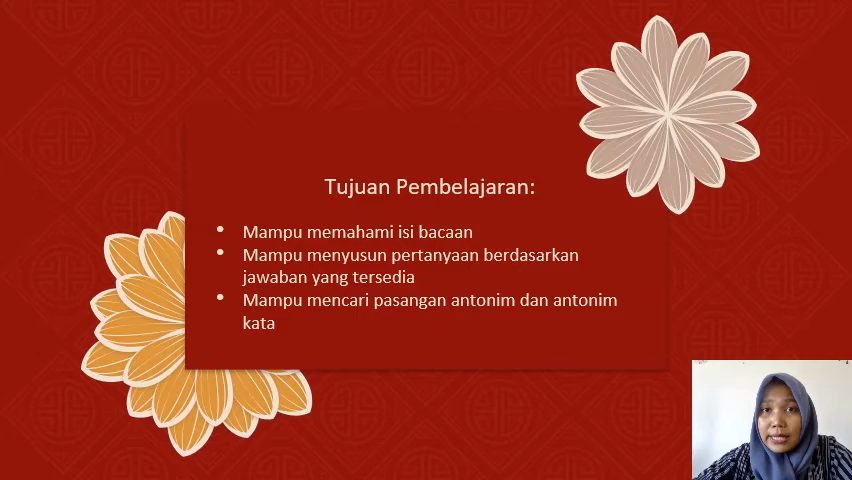 Tujuan Pembelajaran:
• Mampu memahami isi bacaan
• Mampu menyusun pertanyaan berdasarkan
jawaban yang tersedia
• Mampu mencari pasangan antonim dan antonim
kata